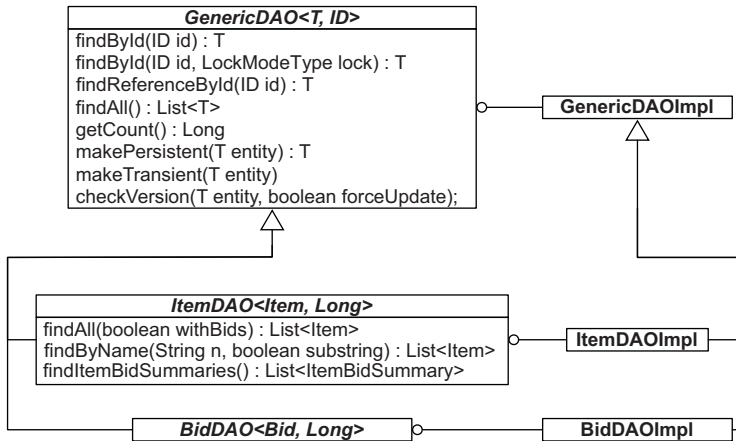 GenericDAO<T, ID>
findById(ID id) : T
findById(ID id, LockModeType lock) : T
findReferenceById(ID id) : T
findAll() : List<T>
getCount() : Long
makePersistent(T entity) : T
makeTransient(T entity)
checkVersion(T entity, boolean forceUpdate);
GenericDAOImpl
ItemDAO<Item, Long>
findAll(boolean withBids) : List<Item>
findByName(String n, boolean substring) : List<Item>
findItemBidSummaries() : List<ItemBidSummary>
ItemDAOImpl
BidDAO<Bid, Long>
BidDAOImpl